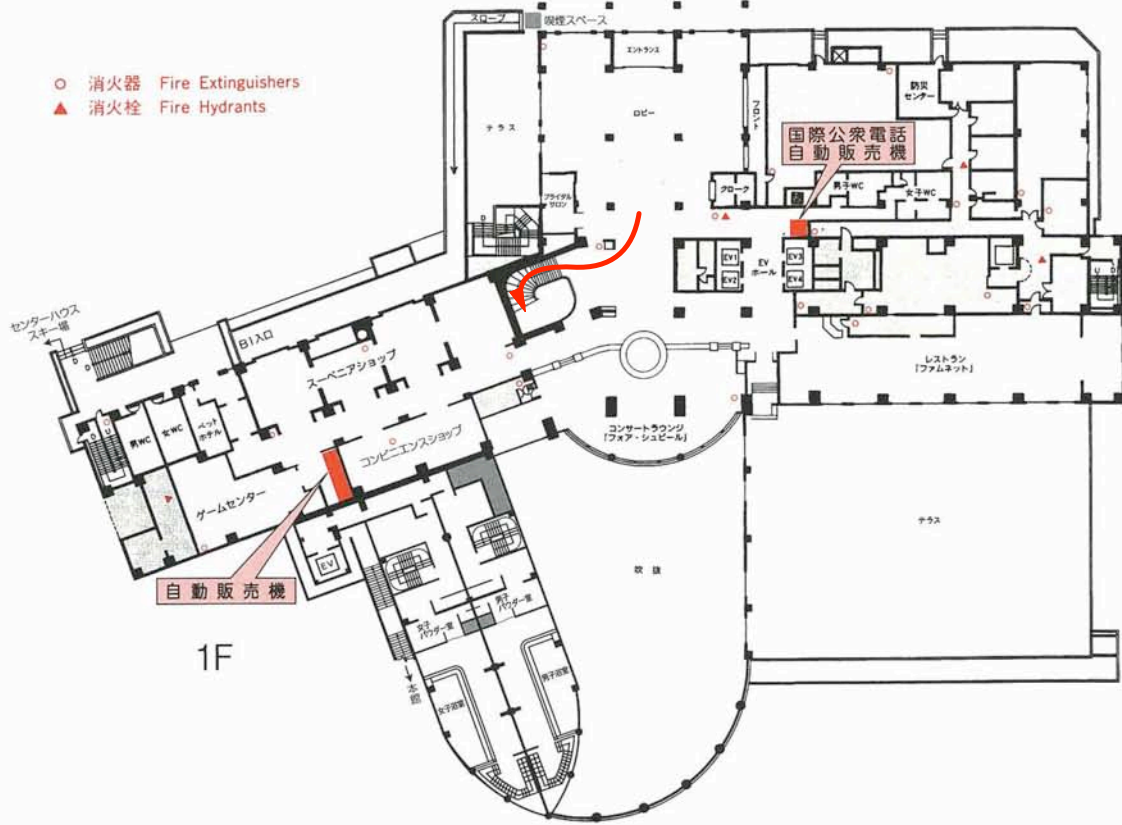 スロープ
喫煙スペース
エントランス
消火器 Fire Extinguishers
消火栓 Fire Hydrants
テラス
ロビー
フロント
防災
センター
国際公衆電話
自動販売機
クローク
男子WC
女子WC
ブライダル
サロン
D
U
EV1
EV2
EV
ホール
EV3
EV4
U
D
センターハウス
スキー場
B1入口
スーベニアショップ
レストラン
「ファムネット」
D
U
D
U
男WC
女WC
ペット
ホテル
コンビニエンスショップ
コンサートラウンジ
「フォア・シュピール」
ゲームセンター
テラス
EV
吹抜
自動販売機
女子
パウダー室
男子
パウダー室
1F
本館
女子浴室
男子浴室